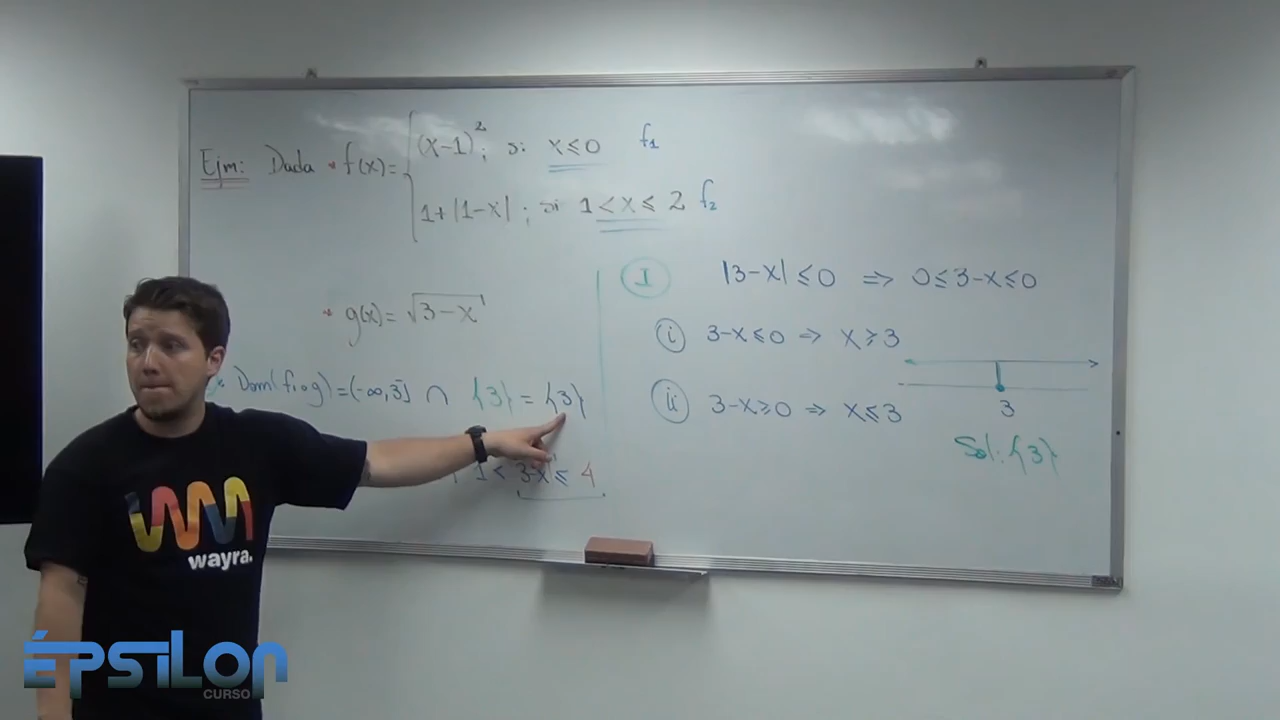 Ejm: Dada * f(x)= { (x-1)²; si x≤0 f₁
1+|1-x|; si 1<x≤2 f₂
* g(x)= √3-x
Dom(f₁og)=(-∞,3] ∩ {3} = {3}
1< 3-x ≤ 4
I |3-x|≤0 ⇒ 0≤3-x≤0
i 3-x≤0 ⇒ x≥3
ii 3-x≥0 ⇒ x≤3
3
Sol: {3}
wayra.
ÉPSILON
CURSO